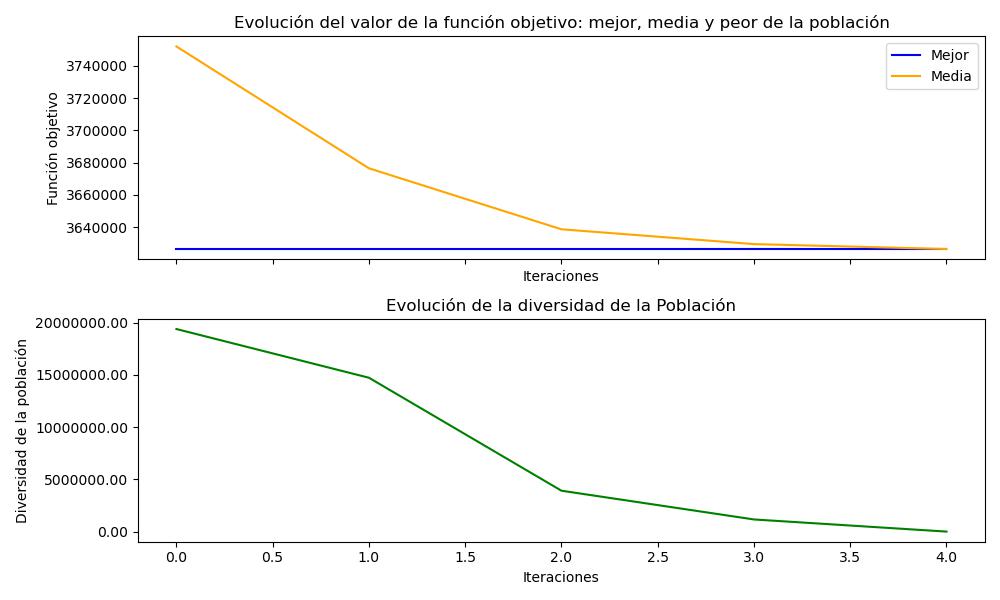 Evolución del valor de la función objetivo: mejor, media y peor de la población
Función objetivo
3740000
3720000
3700000
3680000
3660000
3640000
Mejor
Media
Iteraciones
Evolución de la diversidad de la Población
Diversidad de la población
20000000.00
15000000.00
10000000.00
5000000.00
0.00
0.0 0.5 1.0 1.5 2.0 2.5 3.0 3.5 4.0
Iteraciones